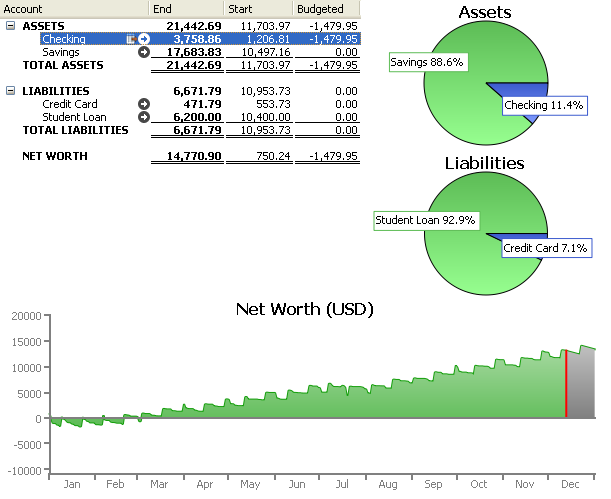 Account End Start Budgeted
ASSETS 21,442.69 11,703.97 -1,479.95
Checking 3,758.86 1,206.81 -1,479.95
Savings 17,683.83 10,497.16 0.00
TOTAL ASSETS 21,442.69 11,703.97 -1,479.95
LIABILITIES 6,671.79 10,953.73 0.00
Credit Card 471.79 553.73 0.00
Student Loan 6,200.00 10,400.00 0.00
TOTAL LIABILITIES 6,671.79 10,953.73 0.00
NET WORTH 14,770.90 750.24 -1,479.95
Assets
Savings 88.6%
Checking 11.4%
Liabilities
Student Loan 92.9%
Credit Card 7.1%
Net Worth (USD)
20000
15000
10000
5000
0
-5000
-10000
Jan Feb Mar Apr May Jun Jul Aug Sep Oct Nov Dec